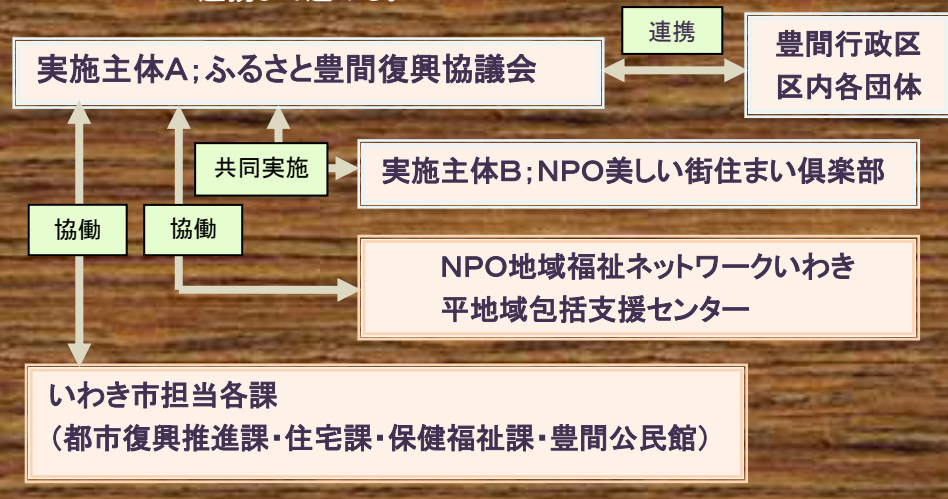 連携
豊間行政区
区内各団体
実施主体A；ふるさと豊間復興協議会
共同実施
実施主体B；NPO美しい街住まい倶楽部
協働
協働
NPO地域福祉ネットワークいわき
平地域包括支援センター
いわき市担当各課
（都市復興推進課・住宅課・保健福祉課・豊間公民館）